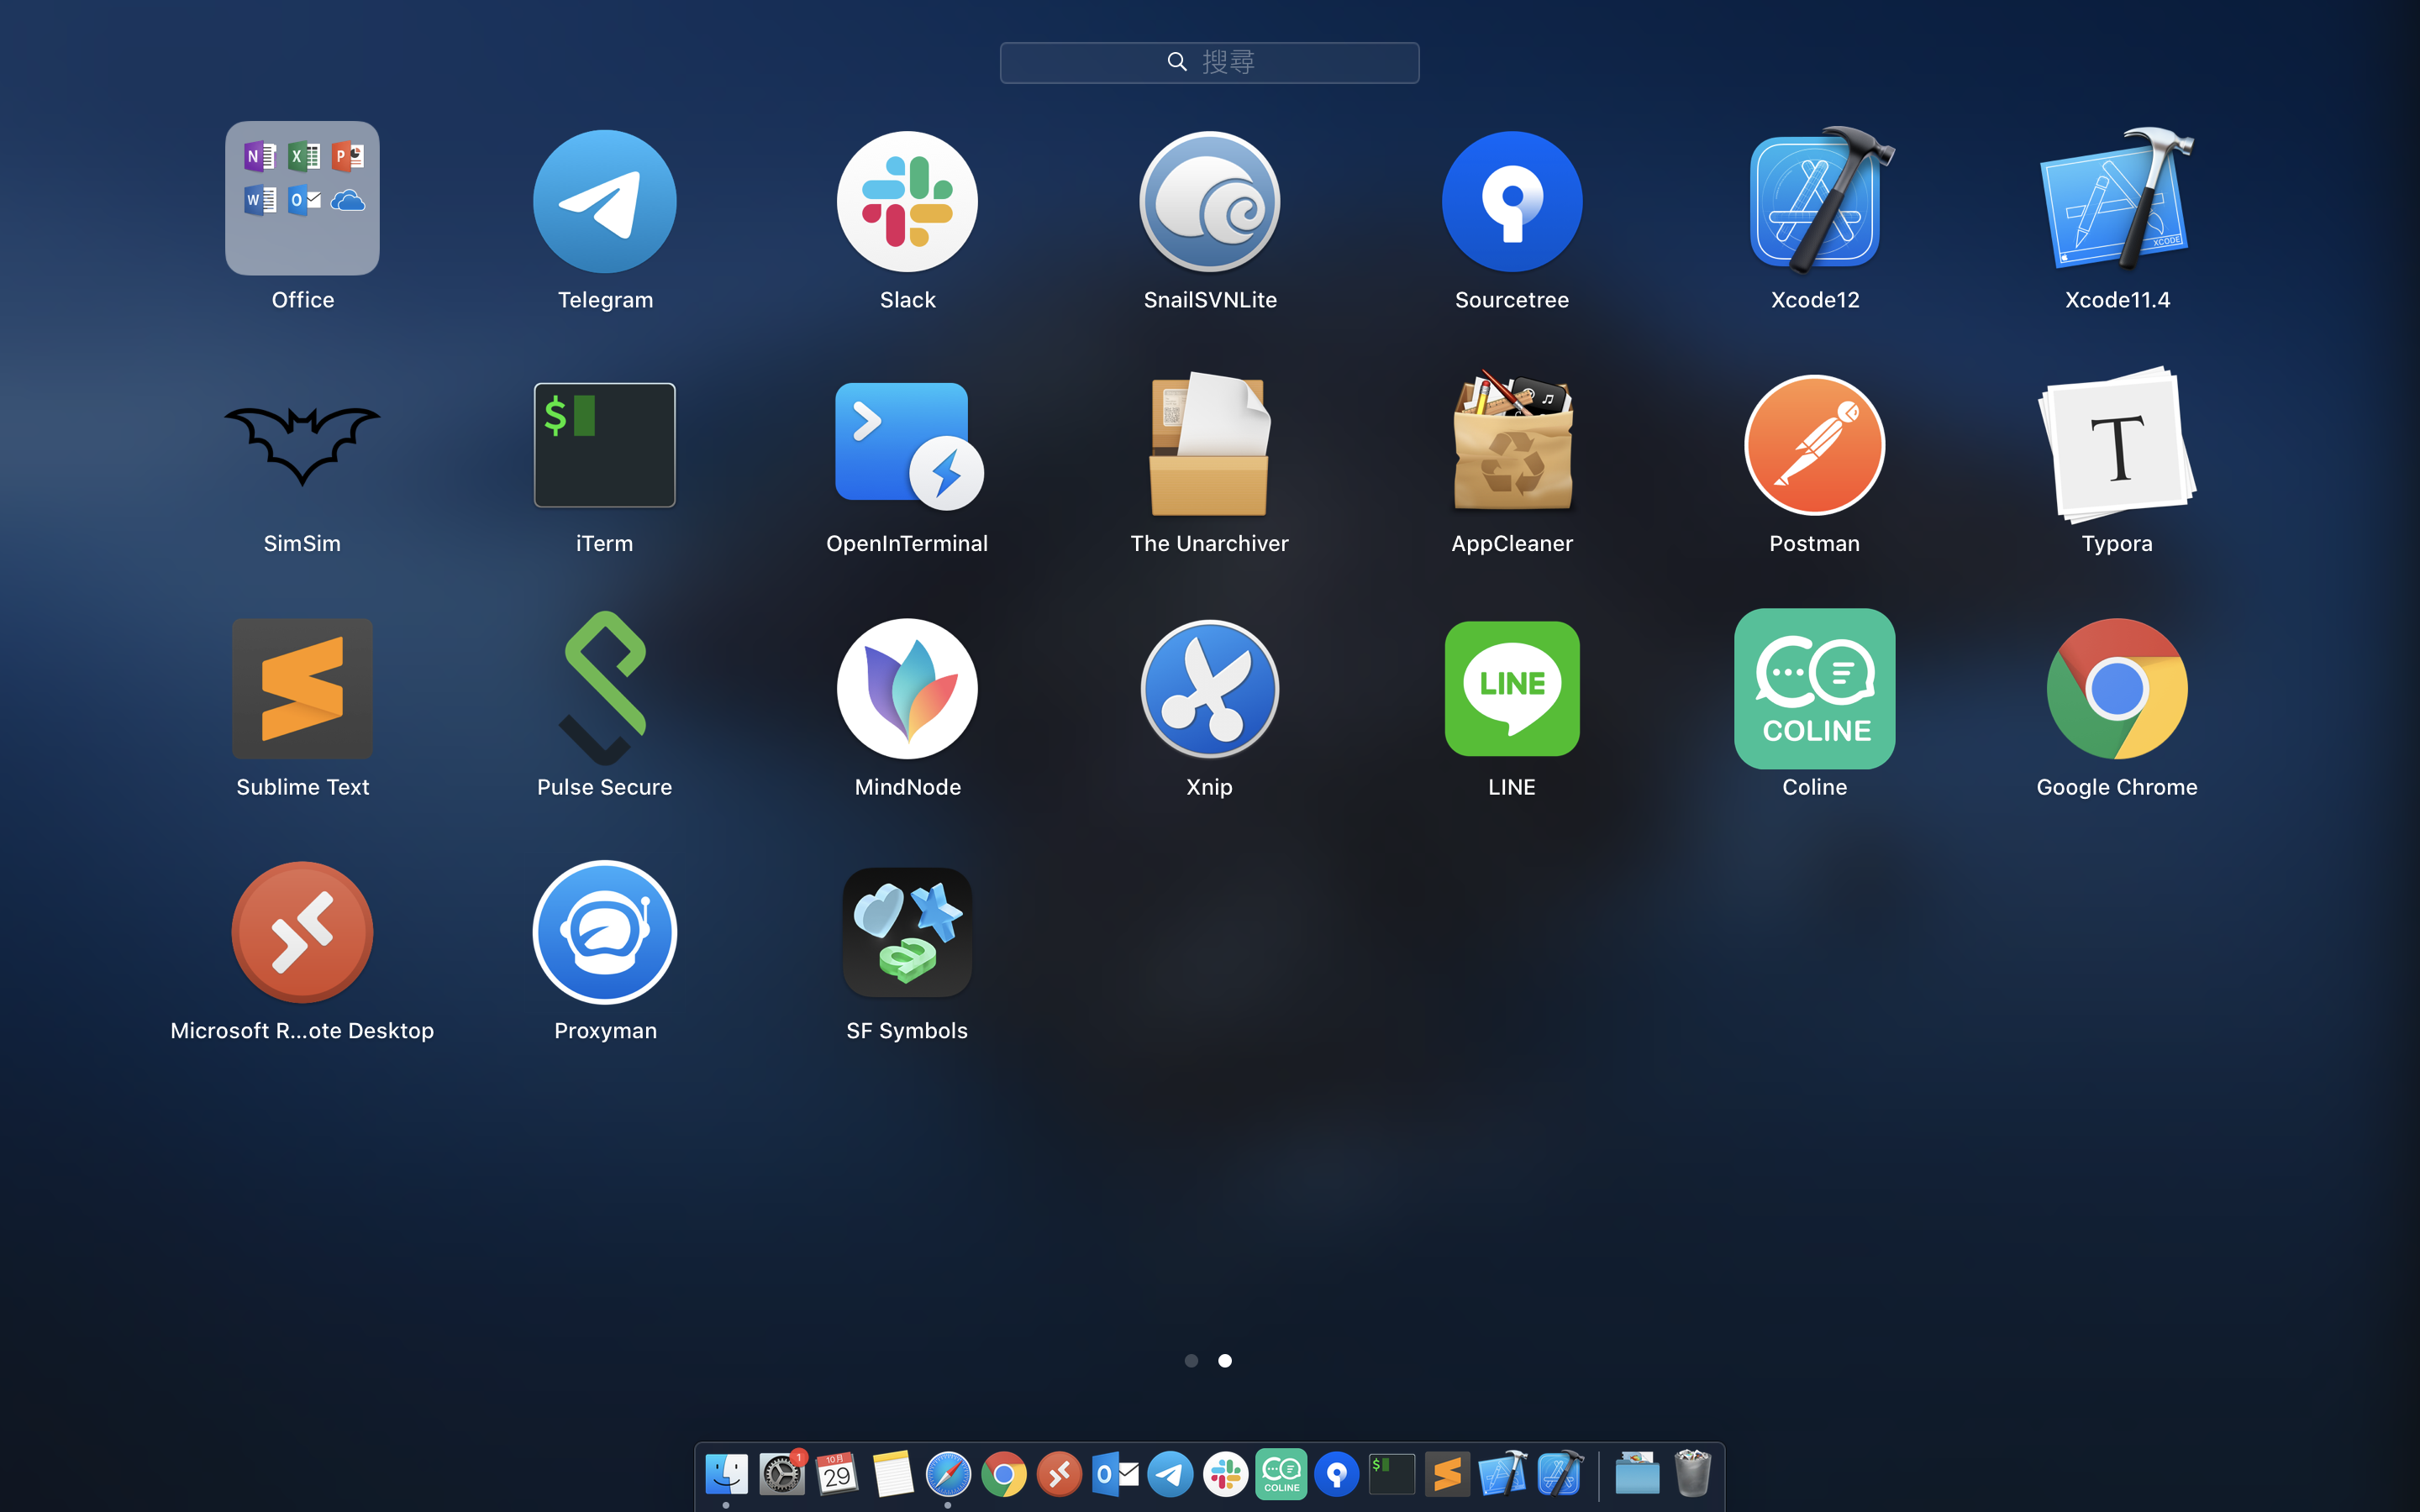 搜尋
N X P
W O
Office
Telegram
Slack
SnailSVNLite
Sourcetree
Xcode12
XCODE
Xcode11.4
SimSim
$
iTerm
OpenInTerminal
The Unarchiver
AppCleaner
Postman
T
Typora
Sublime Text
Pulse Secure
MindNode
Xnip
LINE
LINE
COLINE
Coline
Google Chrome
Microsoft R...ote Desktop
Proxyman
a
SF Symbols
1
10月
29
O
COLINE
$